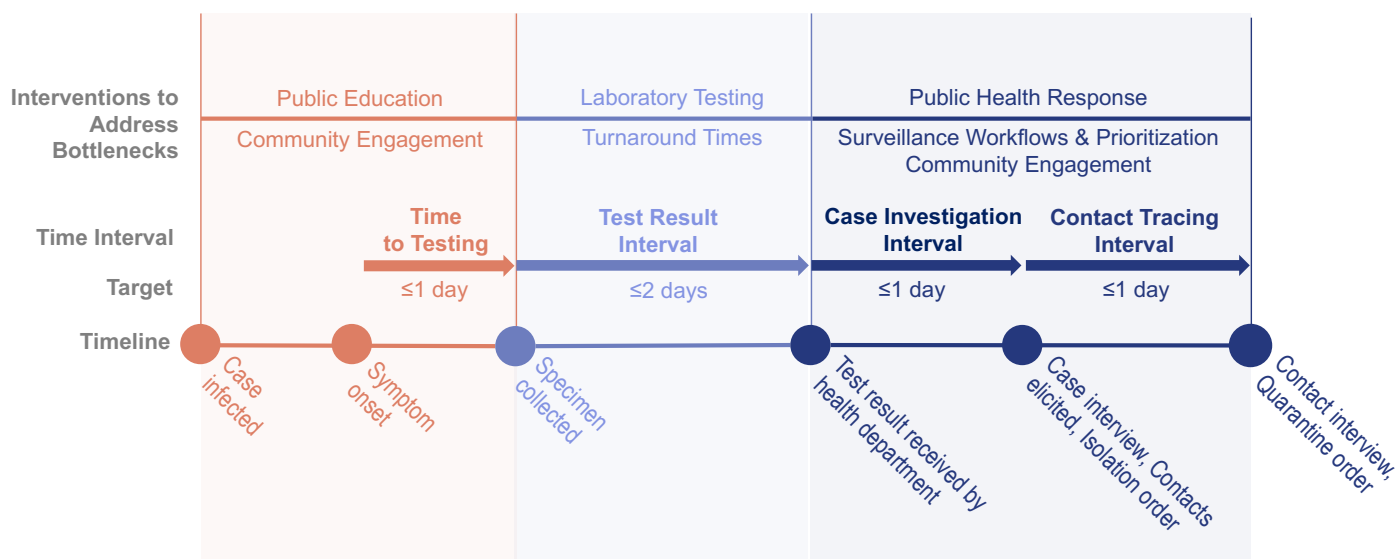 Interventions to
Address
Bottlenecks
Public Education
Community Engagement
Laboratory Testing
Turnaround Times
Public Health Response
Surveillance Workflows & Prioritization
Community Engagement
Time Interval
Time
to Testing
Test Result
Interval
Case Investigation
Interval
Contact Tracing
Interval
Target
≤1 day
≤2 days
≤1 day
≤1 day
Timeline
Case
infected
Symptom
onset
Specimen
collected
Test result received by
health department
Case interview, Contacts
elicited, Isolation order
Contact interview,
Quarantine order